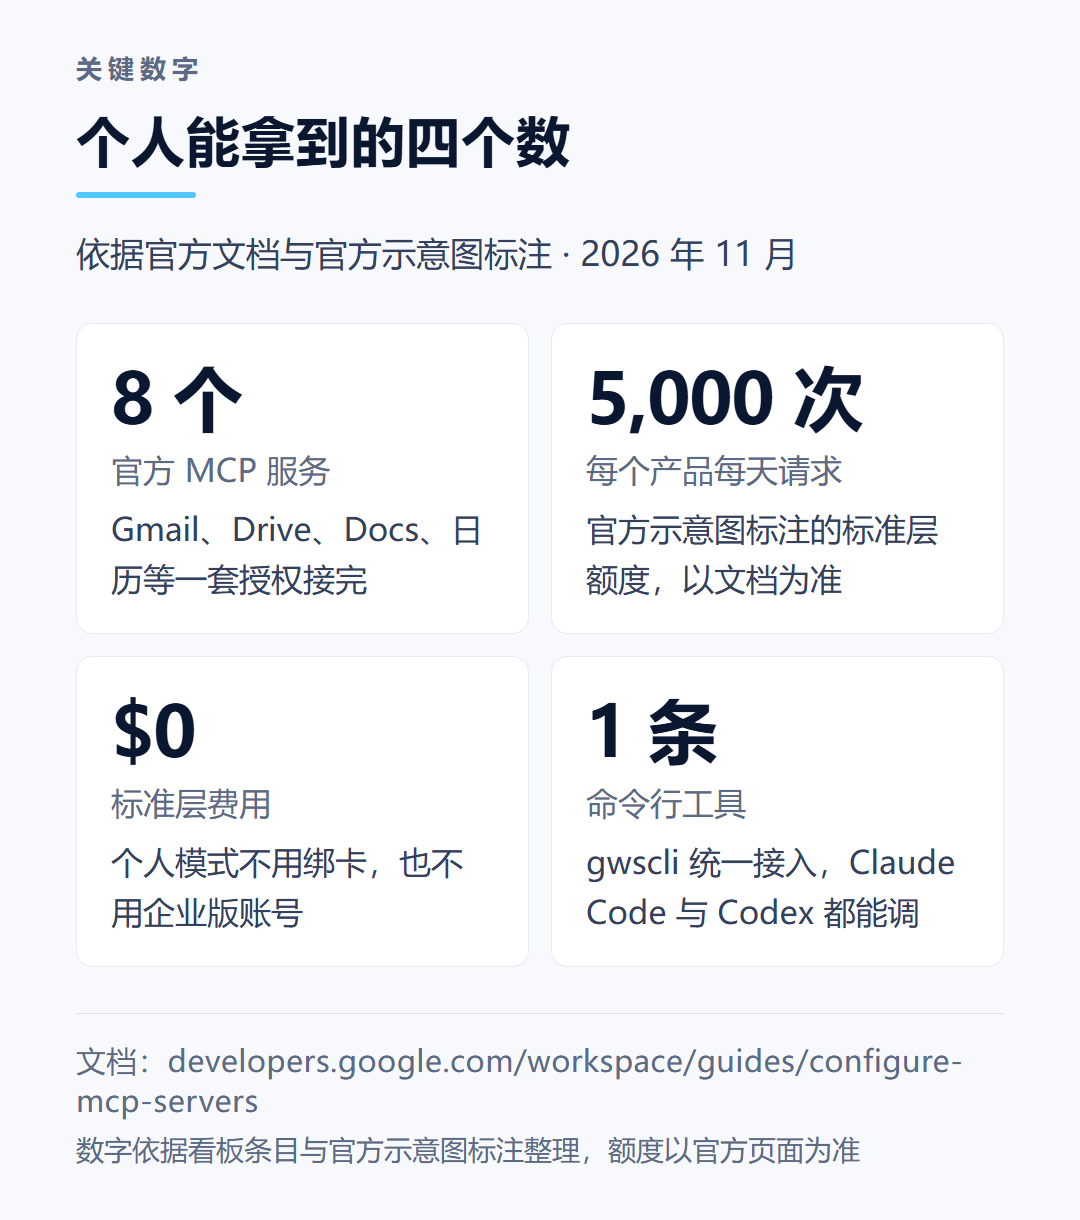 关键数字
个人能拿到的四个数
依据官方文档与官方示意图标注 · 2026 年 11 月
8 个
官方 MCP 服务
Gmail、Drive、Docs、日
历等一套授权接完
5,000 次
每个产品每天请求
官方示意图标注的标准层
额度，以文档为准
$0
标准层费用
个人模式不用绑卡，也不
用企业版账号
1 条
命令行工具
gwscli 统一接入，Claude
Code 与 Codex 都能调
文档：developers.google.com/workspace/guides/configure-
mcp-servers
数字依据看板条目与官方示意图标注整理，额度以官方页面为准